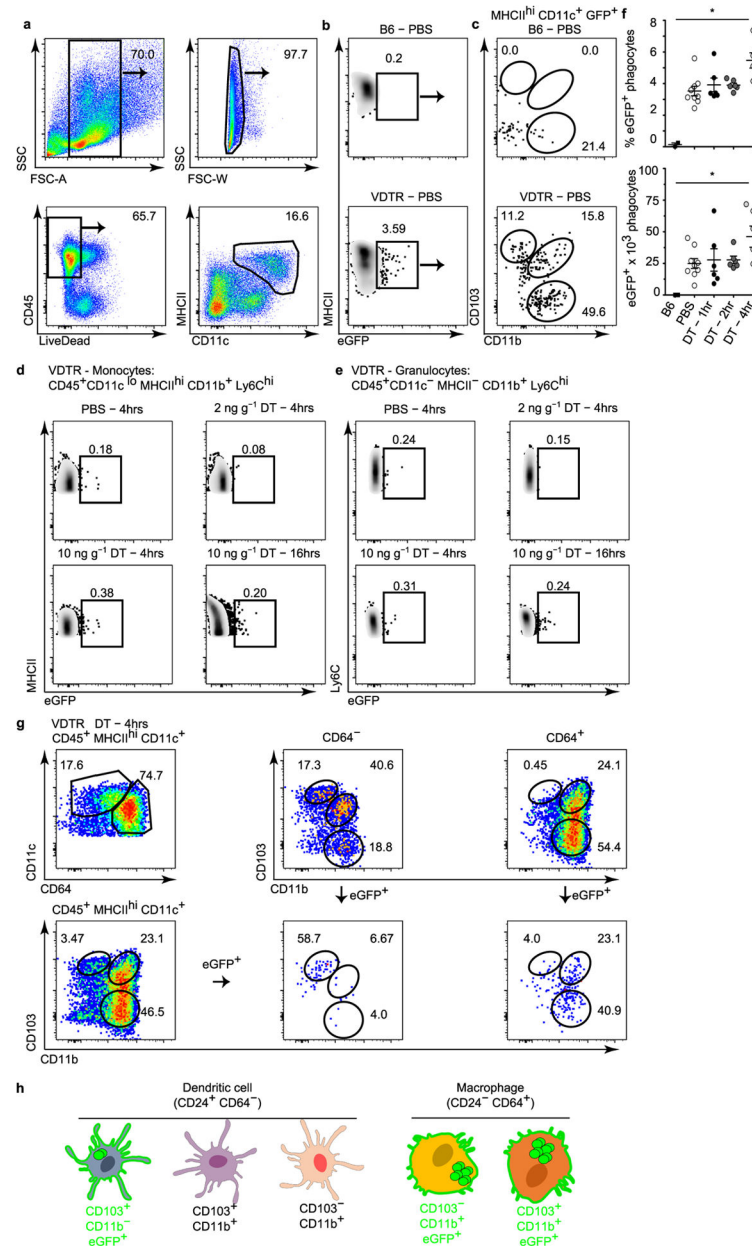 a
70.0
SSC
FSC-A
97.7
SSC
FSC-W
65.7
CD45
LiveDead
16.6
MHCII
CD11c
b
B6 – PBS
0.2
VDTR – PBS
3.59
MHCII
eGFP
c
MHCII^hi CD11c⁺ GFP⁺
B6 – PBS
0.0
0.0
21.4
VDTR – PBS
11.2
15.8
49.6
CD103
CD11b
f
*
% eGFP⁺ phagocytes
8
6
4
2
0
*
eGFP⁺ x 10³ phagocytes
100
75
50
25
0
B6
PBS
DT – 1hr
DT – 2hr
DT – 4hr
d
VDTR - Monocytes:
CD45⁺CD11c^lo MHCII^hi CD11b⁺ Ly6C^hi
PBS – 4hrs
2 ng g⁻¹ DT – 4hrs
0.18
0.08
10 ng g⁻¹ DT – 4hrs
10 ng g⁻¹ DT – 16hrs
0.38
0.20
MHCII
eGFP
e
VDTR - Granulocytes:
CD45⁺CD11c⁻ MHCII⁻ CD11b⁺ Ly6C^hi
PBS – 4hrs
2 ng g⁻¹ DT – 4hrs
0.24
0.15
10 ng g⁻¹ DT – 4hrs
10 ng g⁻¹ DT – 16hrs
0.31
0.24
Ly6C
eGFP
g
VDTR DT – 4hrs
CD45⁺ MHCII^hi CD11c⁺
17.6
74.7
CD11c
CD64
CD64⁻
17.3
40.6
18.8
CD103
CD11b
CD64⁺
0.45
24.1
54.4
eGFP⁺
eGFP⁺
CD45⁺ MHCII^hi CD11c⁺
3.47
23.1
46.5
CD103
CD11b
eGFP⁺
58.7
6.67
4.0
4.0
23.1
40.9
h
Dendritic cell
(CD24⁺ CD64⁻)
Macrophage
(CD24⁻ CD64⁺)
CD103⁺
CD11b⁻
eGFP⁺
CD103⁺
CD11b⁺
CD103⁻
CD11b⁺
CD103⁻
CD11b⁺
eGFP⁺
CD103⁺
CD11b⁺
eGFP⁺